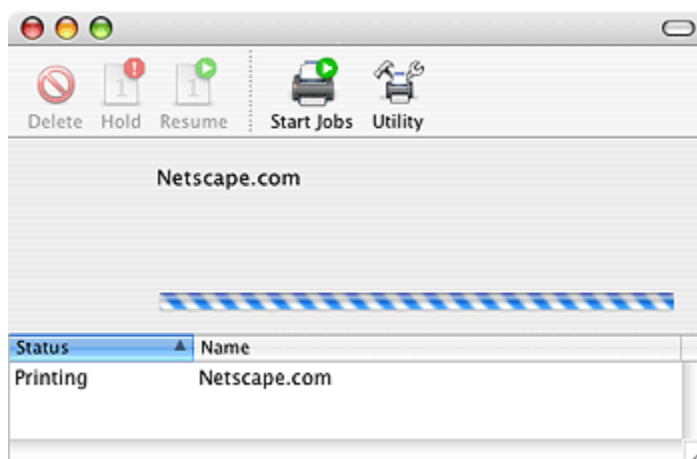 Delete Hold Resume Start Jobs Utility
Netscape.com
Status Name
Printing Netscape.com